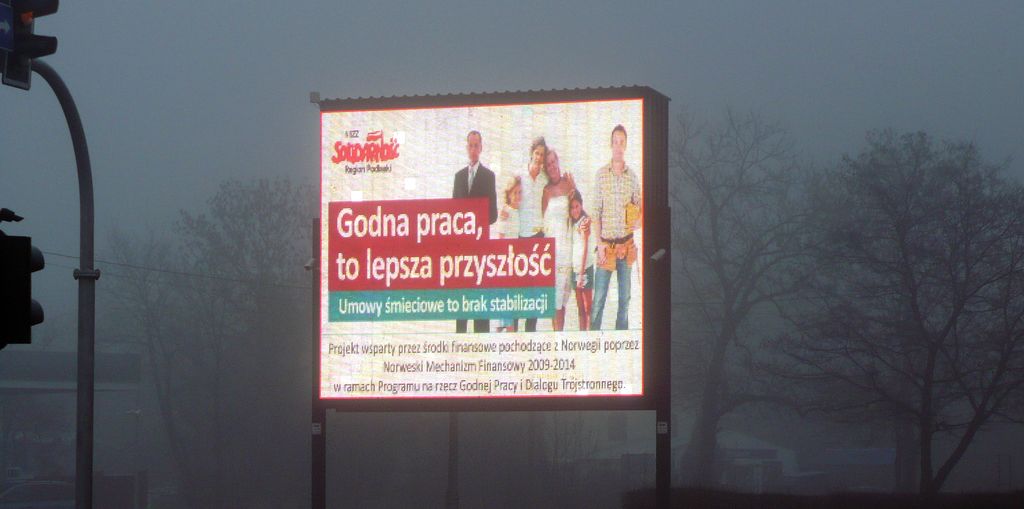 NSZZ
Solidarność
Region Podlaski
Godna praca,
to lepsza przyszłość
Umowy śmieciowe to brak stabilizacji
Projekt wsparty przez środki finansowe pochodzące z Norwegii poprzez
Norweski Mechanizm Finansowy 2009-2014
w ramach Programu na rzecz Godnej Pracy i Dialogu Trójstronnego.